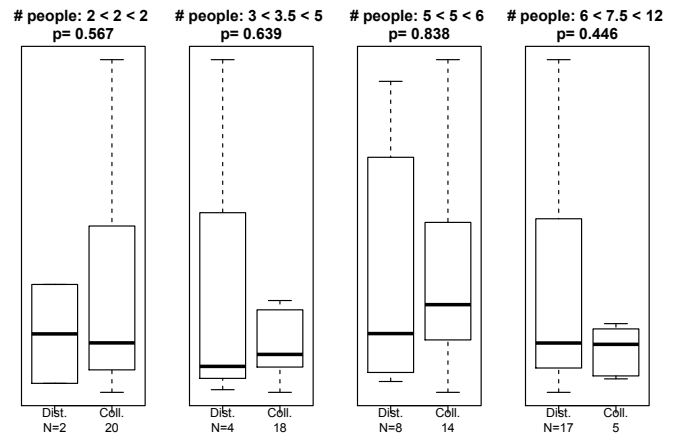 # people: 2 < 2 < 2
p= 0.567
# people: 3 < 3.5 < 5
p= 0.639
# people: 5 < 5 < 6
p= 0.838
# people: 6 < 7.5 < 12
p= 0.446
Dist. Coll.
N=2 20
Dist. Coll.
N=4 18
Dist. Coll.
N=8 14
Dist. Coll.
N=17 5